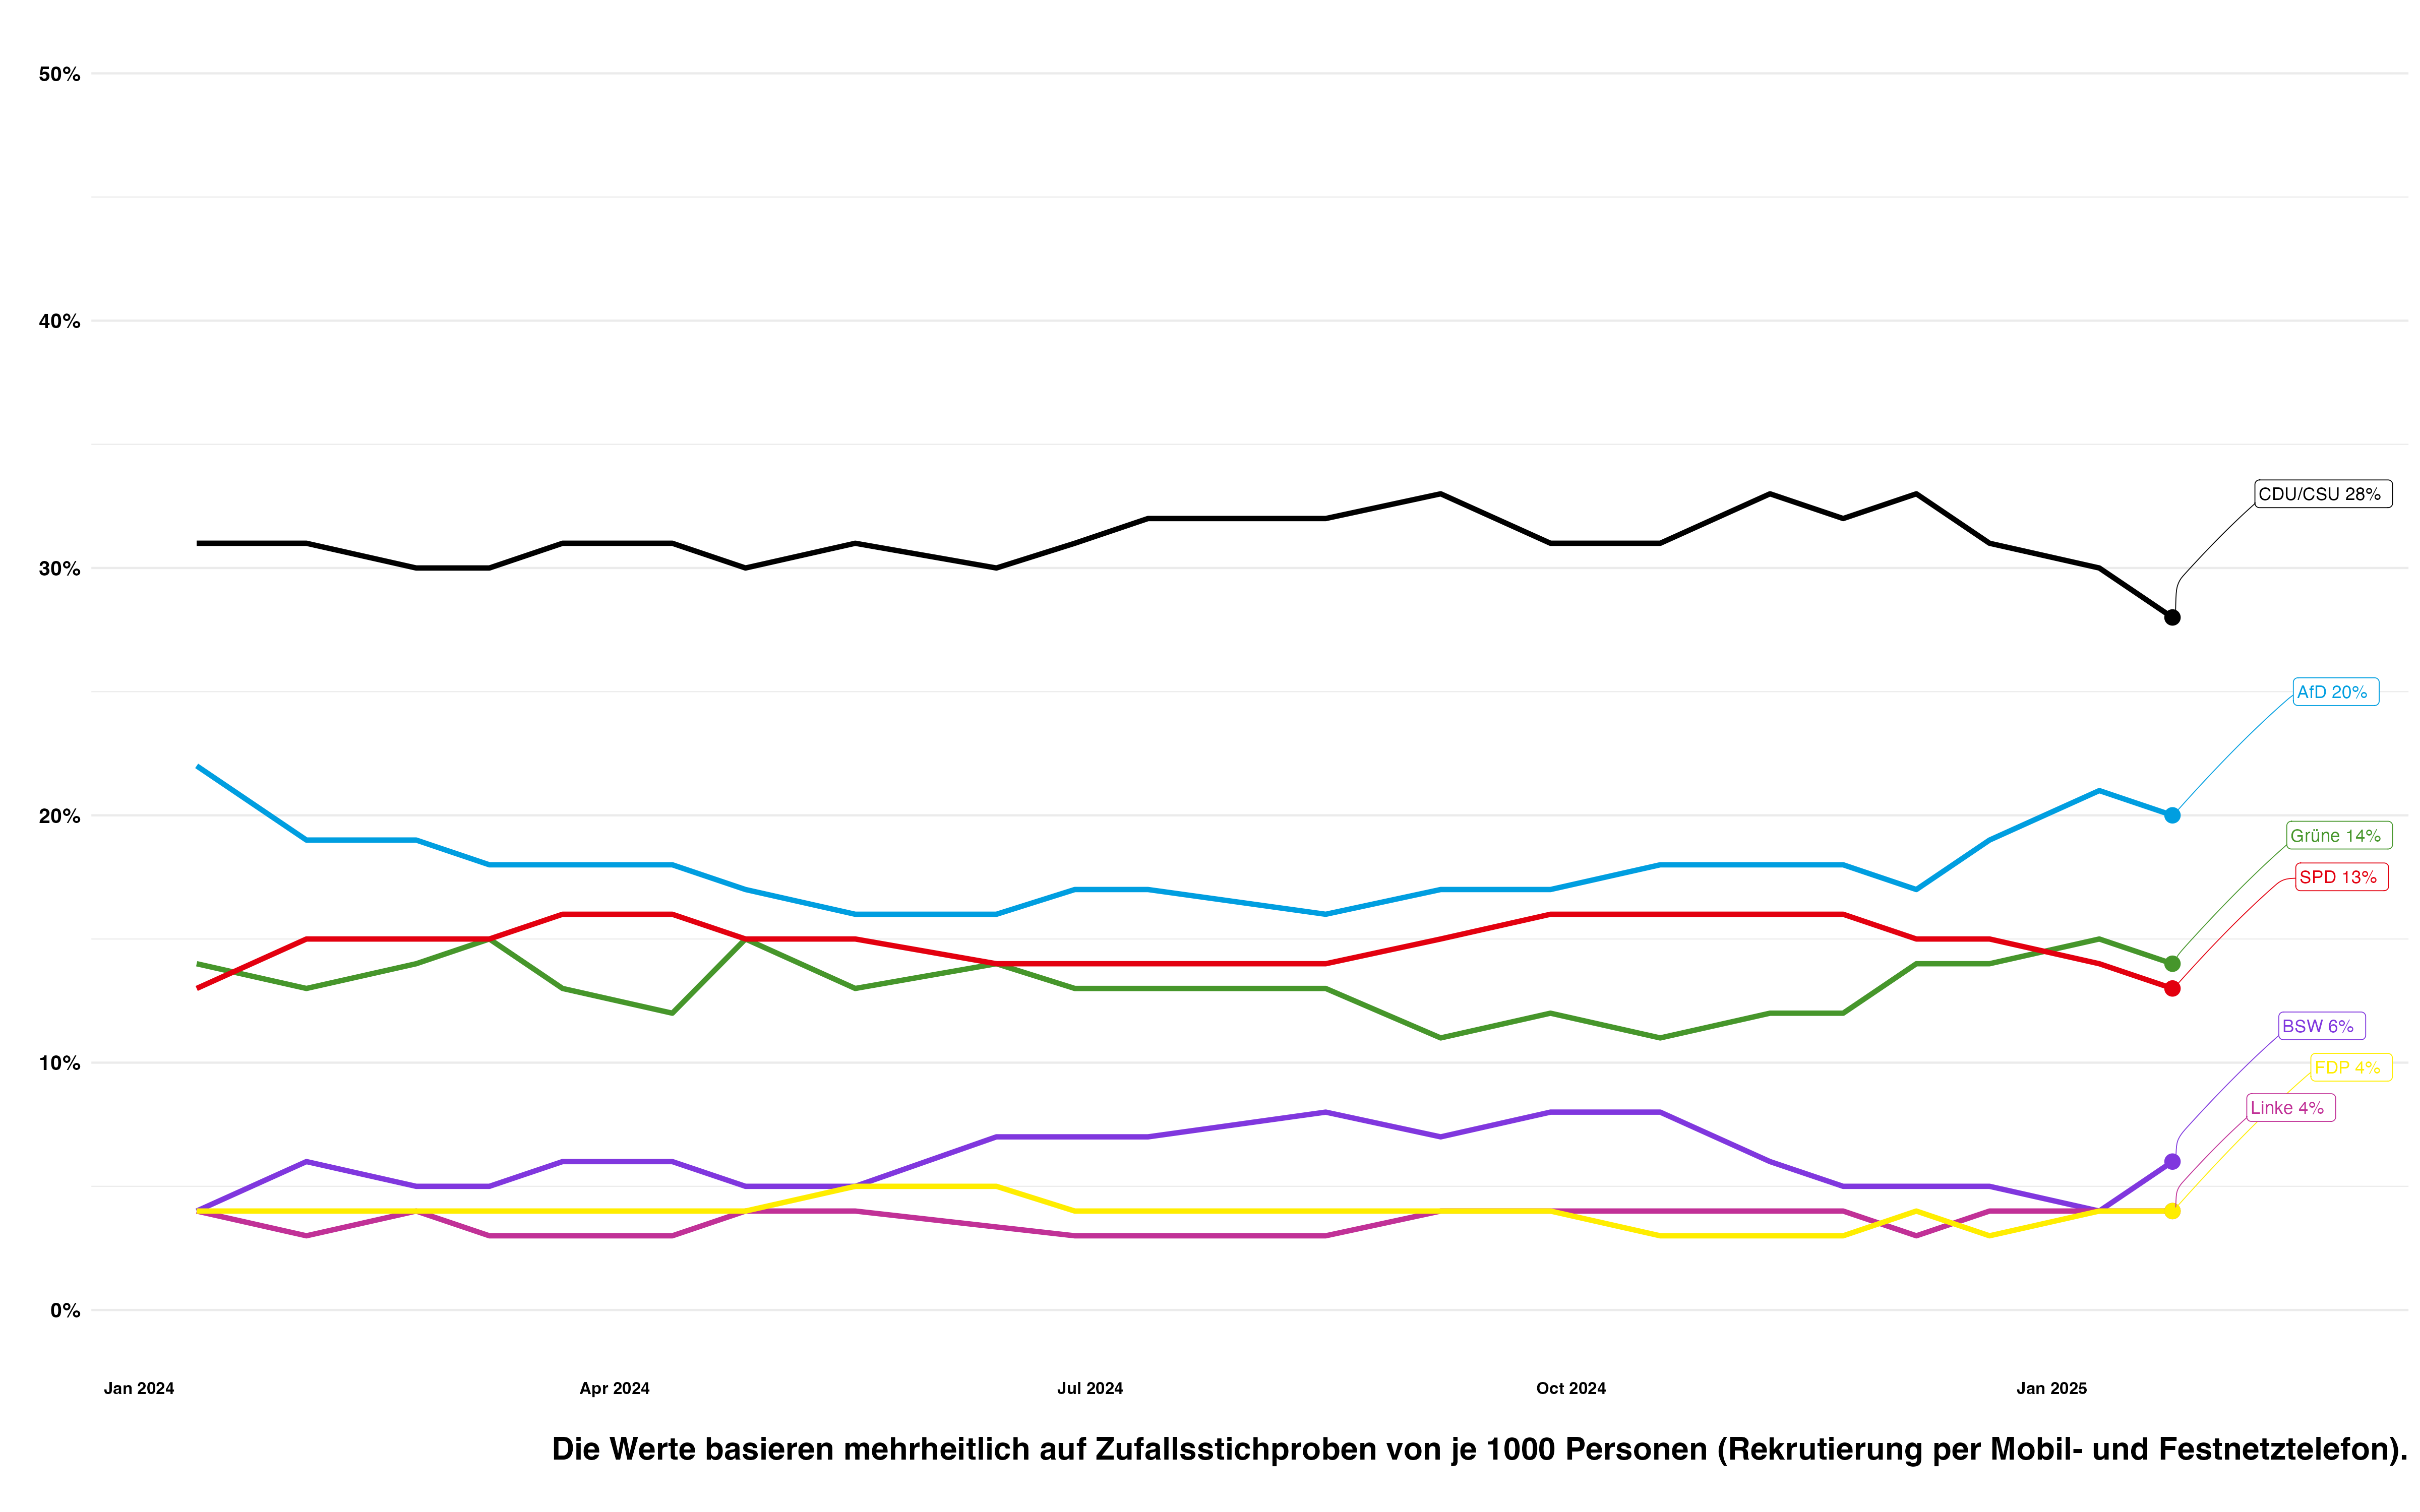 50%
40%
30%
20%
10%
0%
CDU/CSU 28%
AfD 20%
Grüne 14%
SPD 13%
BSW 6%
FDP 4%
Linke 4%
Jan 2024 Apr 2024 Jul 2024 Oct 2024 Jan 2025
Die Werte basieren mehrheitlich auf Zufallsstichproben von je 1000 Personen (Rekrutierung per Mobil- und Festnetztelefon).